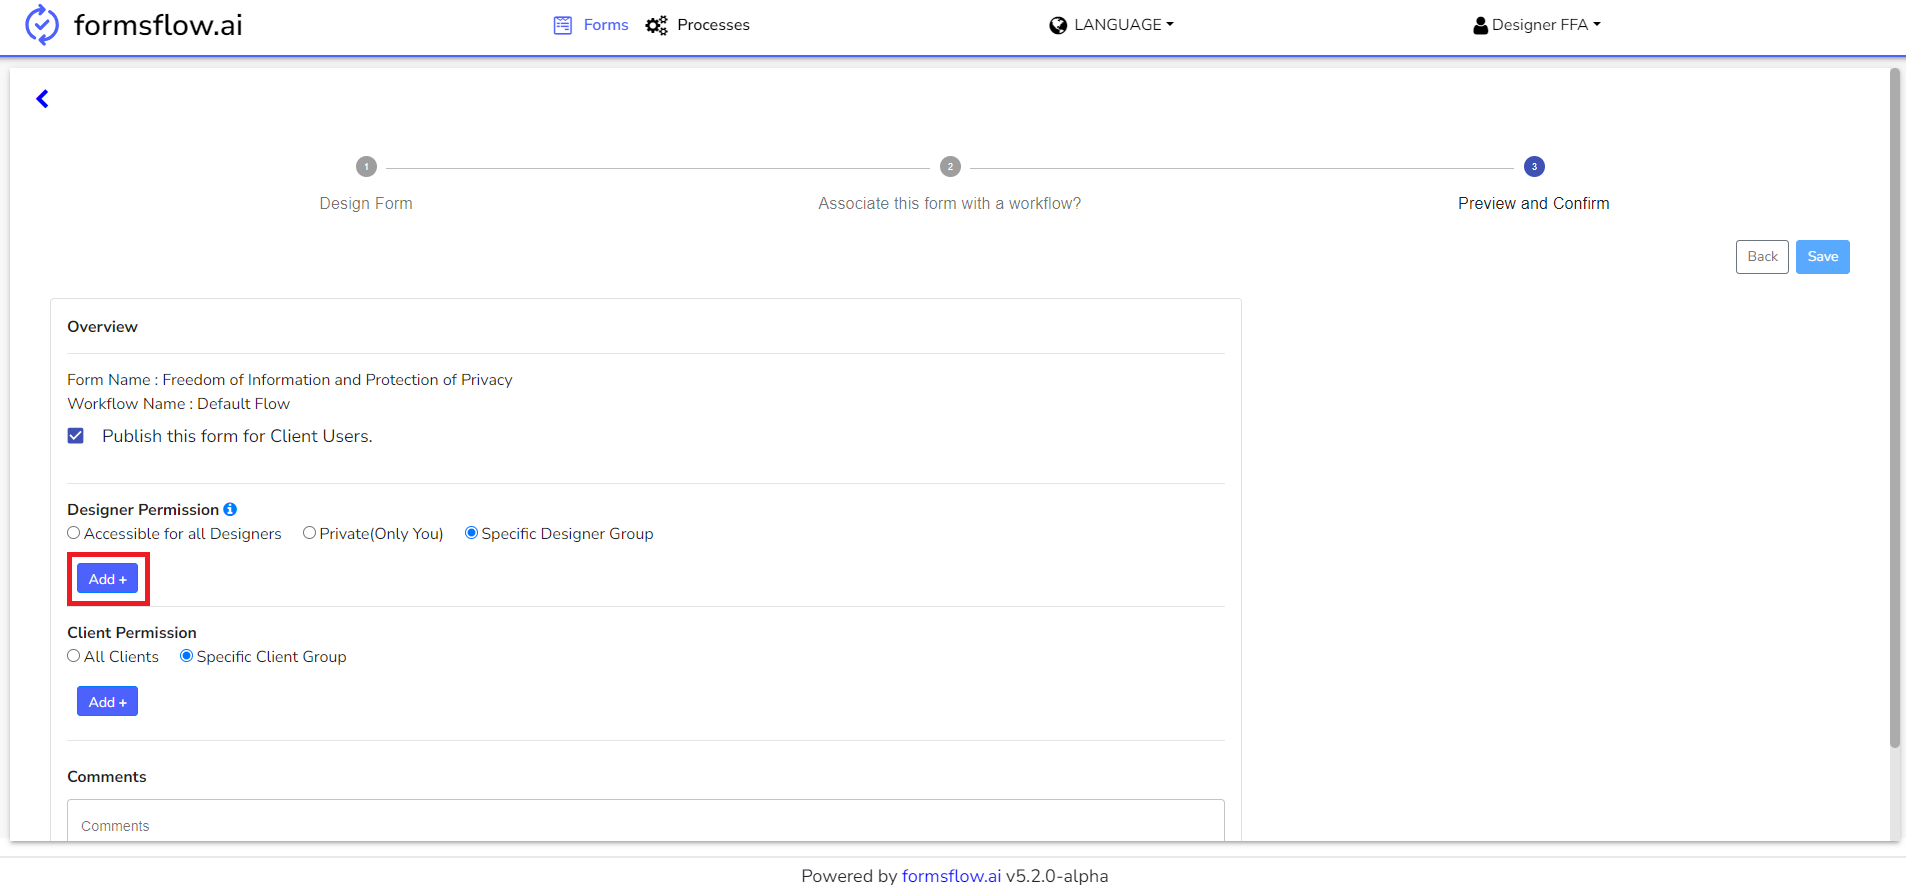 formsflow.ai
Forms Processes LANGUAGE Designer FFA
1 2 3
Design Form Associate this form with a workflow? Preview and Confirm
Back Save
Overview
Form Name : Freedom of Information and Protection of Privacy
Workflow Name : Default Flow
Publish this form for Client Users.
Designer Permission
Accessible for all Designers Private(Only You) Specific Designer Group
Add +
Client Permission
All Clients Specific Client Group
Add +
Comments
Comments
Powered by formsflow.ai v5.2.0-alpha